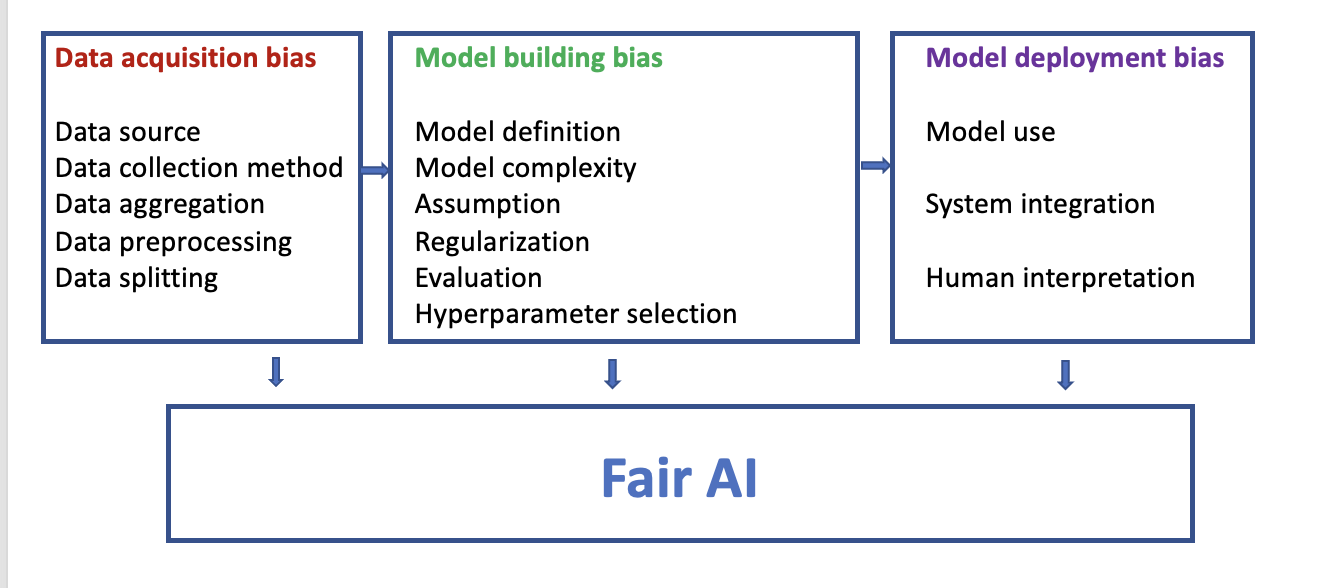 Data acquisition bias
Data source
Data collection method
Data aggregation
Data preprocessing
Data splitting
Model building bias
Model definition
Model complexity
Assumption
Regularization
Evaluation
Hyperparameter selection
Model deployment bias
Model use
System integration
Human interpretation
Fair AI